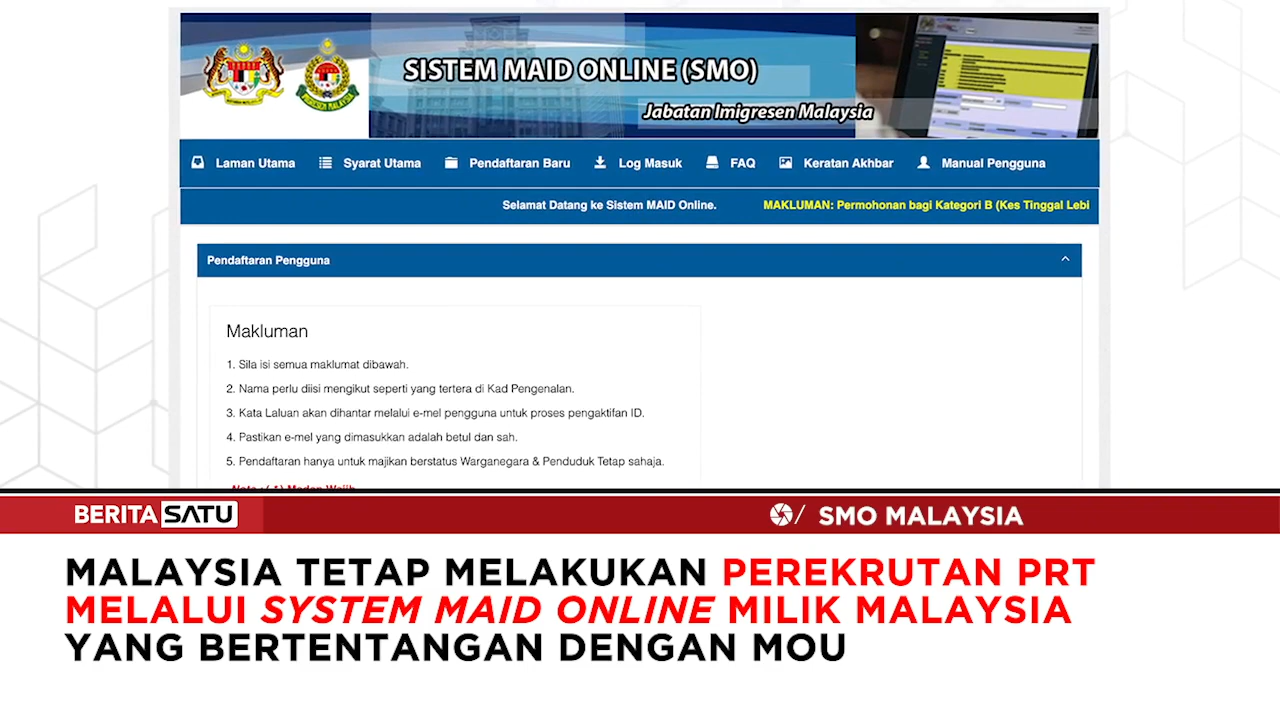 SISTEM MAID ONLINE (SMO)
Jabatan Imigresen Malaysia
Laman Utama Syarat Utama Pendaftaran Baru Log Masuk FAQ Keratan Akhbar Manual Pengguna
Selamat Datang ke Sistem MAID Online. MAKLUMAN: Permohonan bagi Kategori B (Kes Tinggal Lebi
Pendaftaran Pengguna
Makluman
1. Sila isi semua maklumat dibawah.
2. Nama perlu diisi mengikut seperti yang tertera di Kad Pengenalan.
3. Kata Laluan akan dihantar melalui e-mel pengguna untuk proses pengaktifan ID.
4. Pastikan e-mel yang dimasukkan adalah betul dan sah.
5. Pendaftaran hanya untuk majikan berstatus Warganegara & Penduduk Tetap sahaja.
BERITA SATU
SMO MALAYSIA
MALAYSIA TETAP MELAKUKAN PEREKRUTAN PRT
MELALUI SYSTEM MAID ONLINE MILIK MALAYSIA
YANG BERTENTANGAN DENGAN MOU